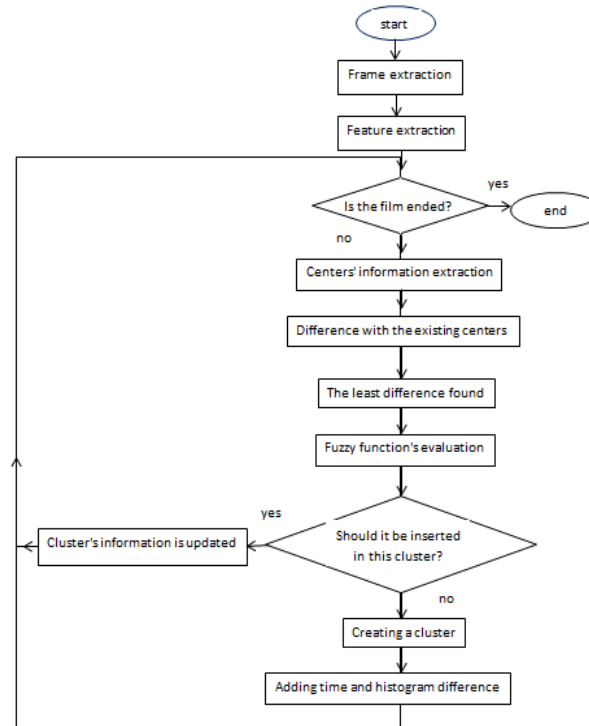 start
Frame extraction
Feature extraction
Is the film ended?
yes
end
no
Centers' information extraction
Difference with the existing centers
The least difference found
Fuzzy function's evaluation
Should it be inserted
in this cluster?
yes
Cluster's information is updated
no
Creating a cluster
Adding time and histogram difference